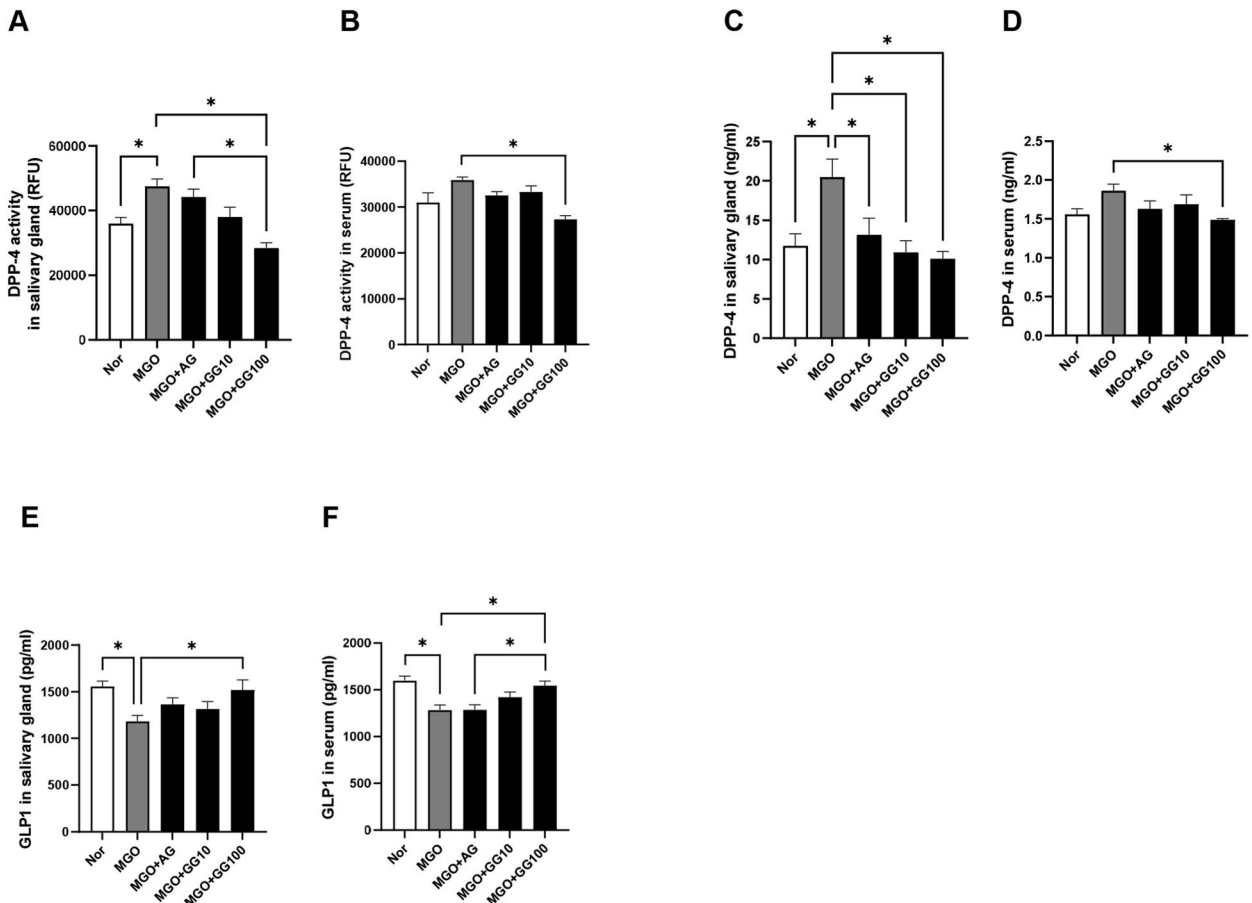 A
B
C
D
*
*
*
DPP-4 activity
in salivary gland (RFU)
60000
40000
20000
0
Nor
MGO
MGO+AG
MGO+GG10
MGO+GG100
*
DPP-4 activity in serum (RFU)
40000
30000
20000
10000
0
Nor
MGO
MGO+AG
MGO+GG10
MGO+GG100
*
*
*
*
DPP-4 in salivary gland (ng/ml)
25
20
15
10
5
0
Nor
MGO
MGO+AG
MGO+GG10
MGO+GG100
*
DPP-4 in serum (ng/ml)
2.5
2.0
1.5
1.0
0.5
0.0
Nor
MGO
MGO+AG
MGO+GG10
MGO+GG100
E
F
*
*
GLP1 in salivary gland (pg/ml)
2000
1500
1000
500
0
Nor
MGO
MGO+AG
MGO+GG10
MGO+GG100
*
*
*
GLP1 in serum (pg/ml)
2000
1500
1000
500
0
Nor
MGO
MGO+AG
MGO+GG10
MGO+GG100